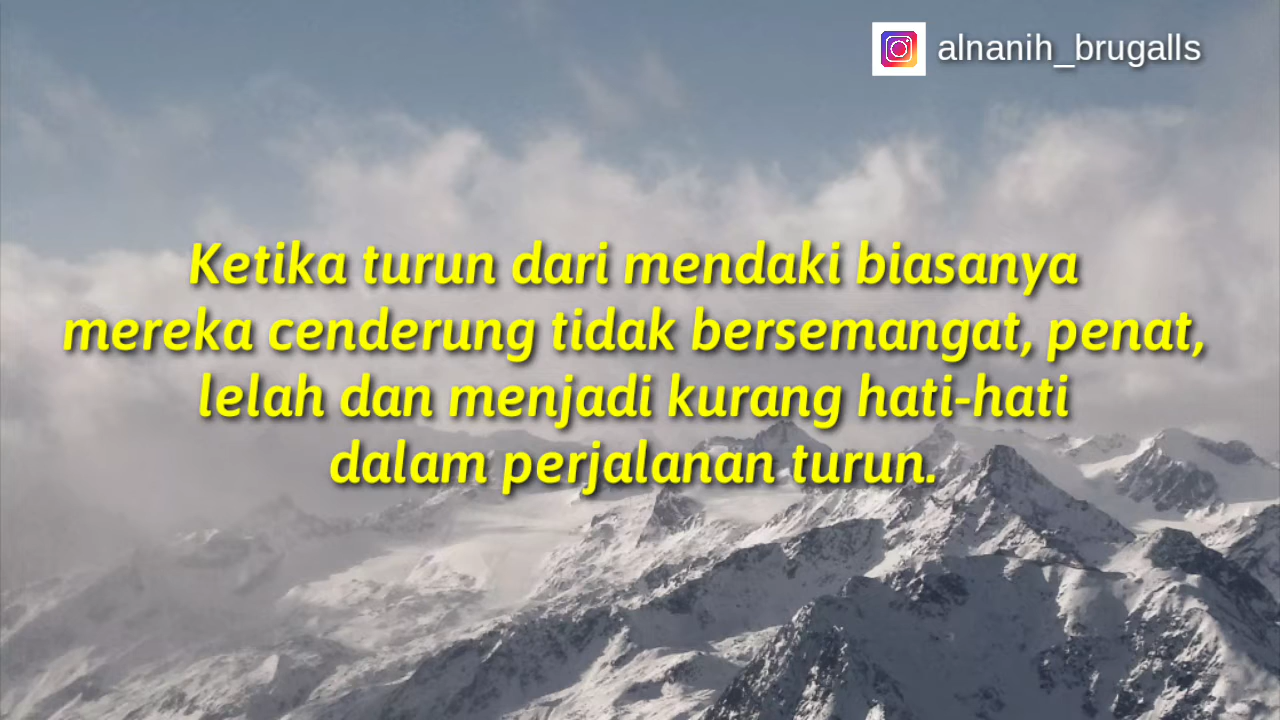 alnanih_brugalls
Ketika turun dari mendaki biasanya
mereka cenderung tidak bersemangat, penat,
lelah dan menjadi kurang hati-hati
dalam perjalanan turun.